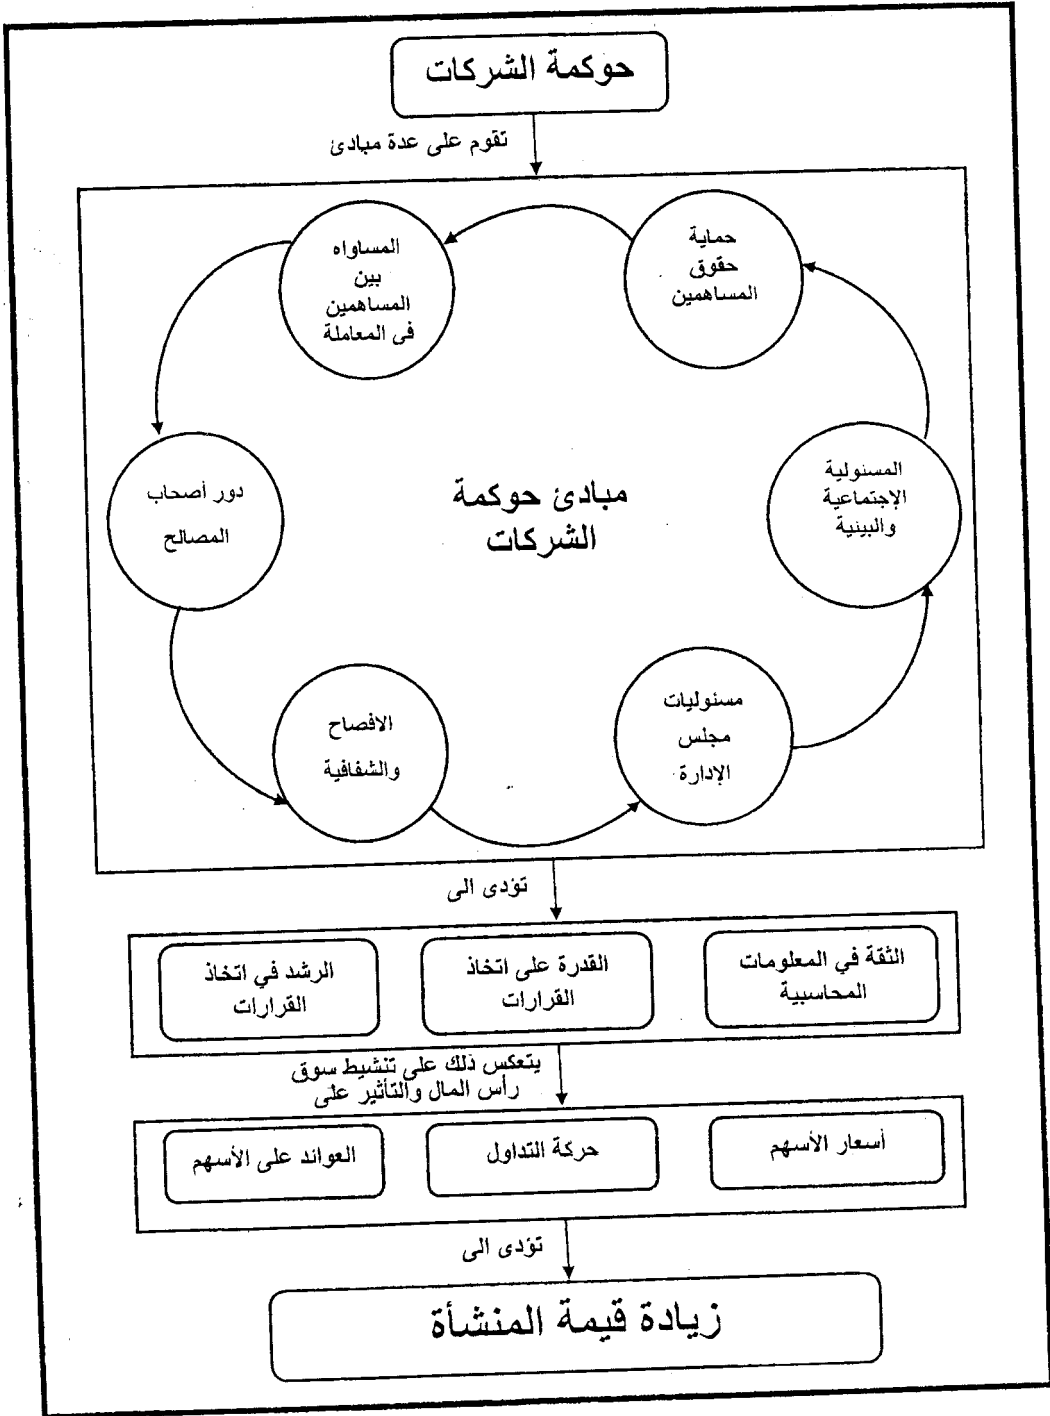 حوكمة الشركات
تقوم على عدة مبادئ
حماية
حقوق
المساهمين
المساواه
بين
المساهمين
فى المعاملة
دور أصحاب
المصالح
الافصاح
والشفافية
مسئوليات
مجلس
الإدارة
المسئولية
الإجتماعية
والبيئية
مبادئ حوكمة
الشركات
تؤدى الى
الثقة في المعلومات
المحاسبية
القدرة على اتخاذ
القرارات
الرشد في اتخاذ
القرارات
يتعكس ذلك على تنشيط سوق
رأس المال والتأثير على
أسعار الأسهم
حركة التداول
العوائد على الأسهم
تؤدى الى
زيادة قيمة المنشأة